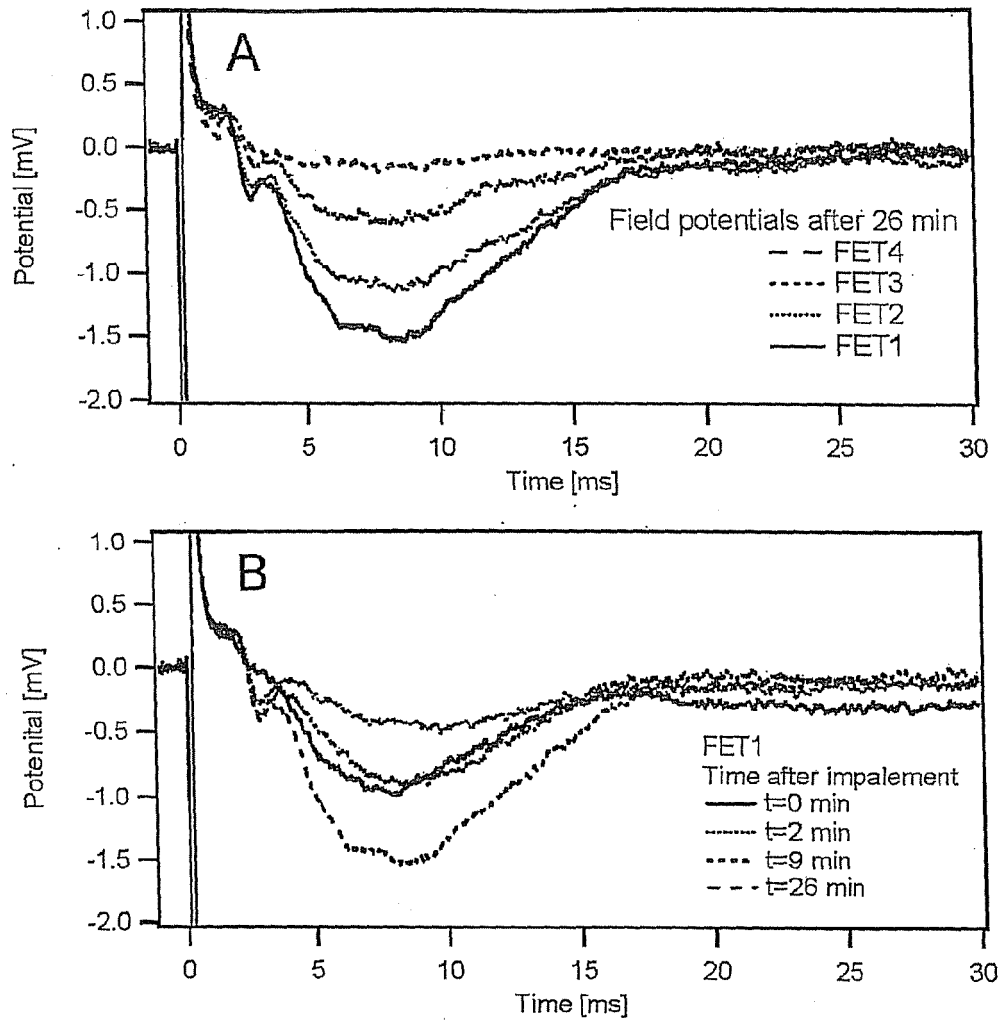 A
1.0
0.5
0.0
-0.5
-1.0
-1.5
-2.0
Potential [mV]
Field potentials after 26 min
FET4
FET3
FET2
FET1
0 5 10 15 20 25 30
Time [ms]
B
1.0
0.5
0.0
-0.5
-1.0
-1.5
-2.0
Potenital [mV]
FET1
Time after impalement
t=0 min
t=2 min
t=9 min
t=26 min
0 5 10 15 20 25 30
Time [ms]